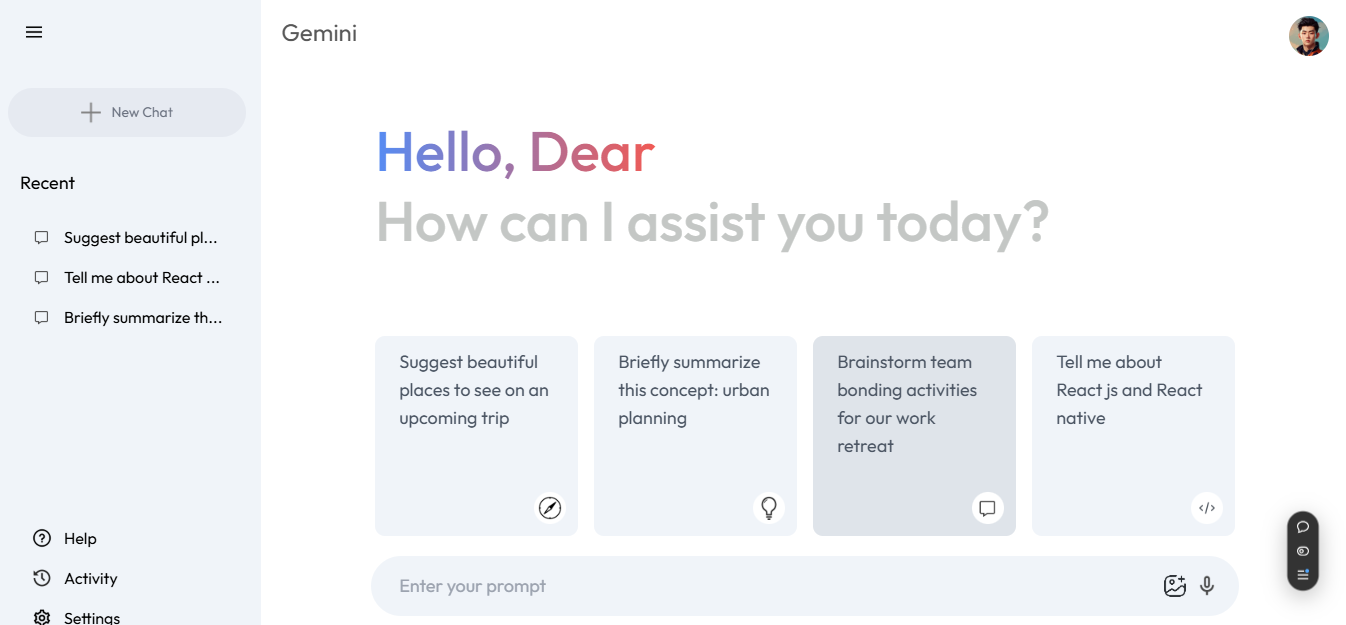 Gemini
New Chat
Recent
Suggest beautiful pl...
Tell me about React ...
Briefly summarize th...
Help
Activity
Settings
Hello, Dear
How can I assist you today?
Suggest beautiful
places to see on an
upcoming trip
Briefly summarize
this concept: urban
planning
Brainstorm team
bonding activities
for our work
retreat
Tell me about
React js and React
native
</>
Enter your prompt